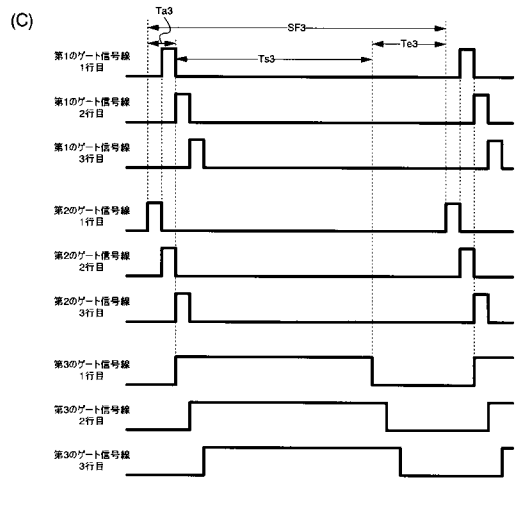 (C)
Ta3
SF3
Te3
Ts3
第1のゲート信号線
1行目
第1のゲート信号線
2行目
第1のゲート信号線
3行目
第2のゲート信号線
1行目
第2のゲート信号線
2行目
第2のゲート信号線
3行目
第3のゲート信号線
1行目
第3のゲート信号線
2行目
第3のゲート信号線
3行目